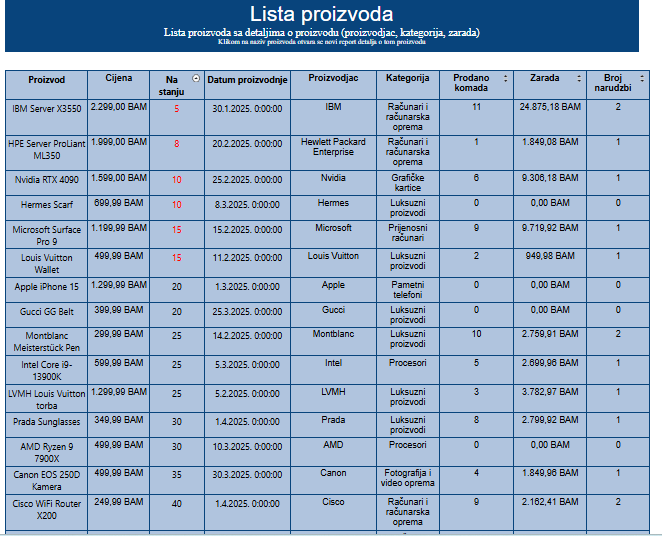 Lista proizvoda
Lista proizvoda sa detaljima o proizvodu (proizvodjac, kategorija, zarada)
Klikom na naziv proizvoda otvara se novi report detalja o tom proizvodu
Proizvod Cijena Na stanju Datum proizvodnje Proizvodjac Kategorija Prodano komada Zarada Broj narudzbi
IBM Server X3550 2.299,00 BAM 5 30.1.2025. 0:00:00 IBM Računari i računarska oprema 11 24.875,18 BAM 2
HPE Server ProLiant ML350 1.999,00 BAM 8 20.2.2025. 0:00:00 Hewlett Packard Enterprise Računari i računarska oprema 1 1.849,08 BAM 1
Nvidia RTX 4090 1.599,00 BAM 10 25.2.2025. 0:00:00 Nvidia Grafičke kartice 6 9.306,18 BAM 1
Hermes Scarf 699,99 BAM 10 8.3.2025. 0:00:00 Hermes Luksuzni proizvodi 0 0,00 BAM 0
Microsoft Surface Pro 9 1.199,99 BAM 15 15.2.2025. 0:00:00 Microsoft Prijenosni računari 9 9.719,92 BAM 1
Louis Vuitton Wallet 499,99 BAM 15 11.2.2025. 0:00:00 Louis Vuitton Luksuzni proizvodi 2 949,98 BAM 1
Apple iPhone 15 1.299,99 BAM 20 1.3.2025. 0:00:00 Apple Pametni telefoni 0 0,00 BAM 0
Gucci GG Belt 399,99 BAM 20 25.3.2025. 0:00:00 Gucci Luksuzni proizvodi 0 0,00 BAM 0
Montblanc Meisterstück Pen 299,99 BAM 25 14.2.2025. 0:00:00 Montblanc Luksuzni proizvodi 10 2.759,91 BAM 2
Intel Core i9-13900K 599,99 BAM 25 5.3.2025. 0:00:00 Intel Procesori 5 2.699,96 BAM 1
LVMH Louis Vuitton torba 1.299,99 BAM 25 5.2.2025. 0:00:00 LVMH Luksuzni proizvodi 3 3.782,97 BAM 1
Prada Sunglasses 349,99 BAM 30 1.4.2025. 0:00:00 Prada Luksuzni proizvodi 8 2.799,92 BAM 1
AMD Ryzen 9 7900X 499,99 BAM 30 10.3.2025. 0:00:00 AMD Procesori 0 0,00 BAM 0
Canon EOS 250D Kamera 499,99 BAM 35 30.3.2025. 0:00:00 Canon Fotografija i video oprema 4 1.849,96 BAM 1
Cisco WiFi Router X200 249,99 BAM 40 1.4.2025. 0:00:00 Cisco Računari i računarska oprema 9 2.162,41 BAM 2